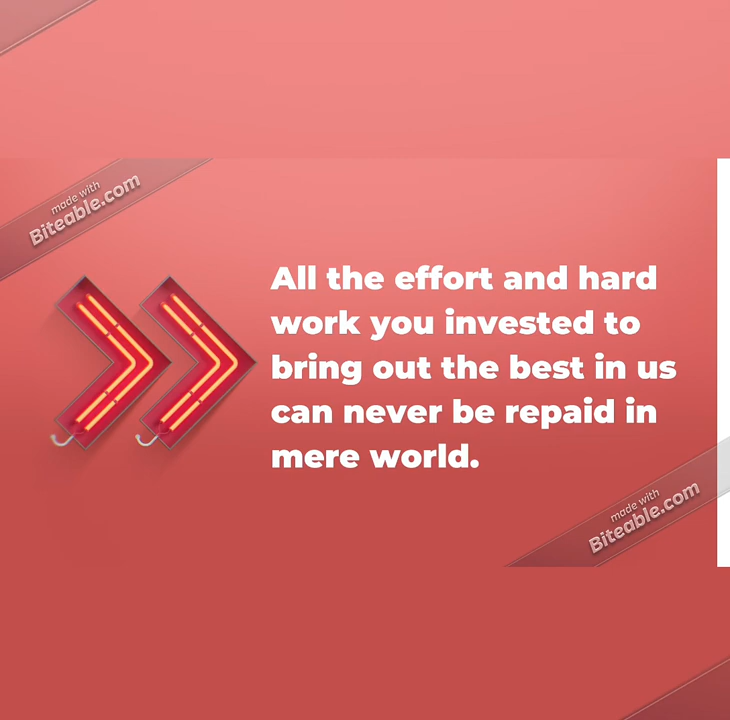 made with
Biteable.com
All the effort and hard
work you invested to
bring out the best in us
can never be repaid in
mere world.
made with
Biteable.com